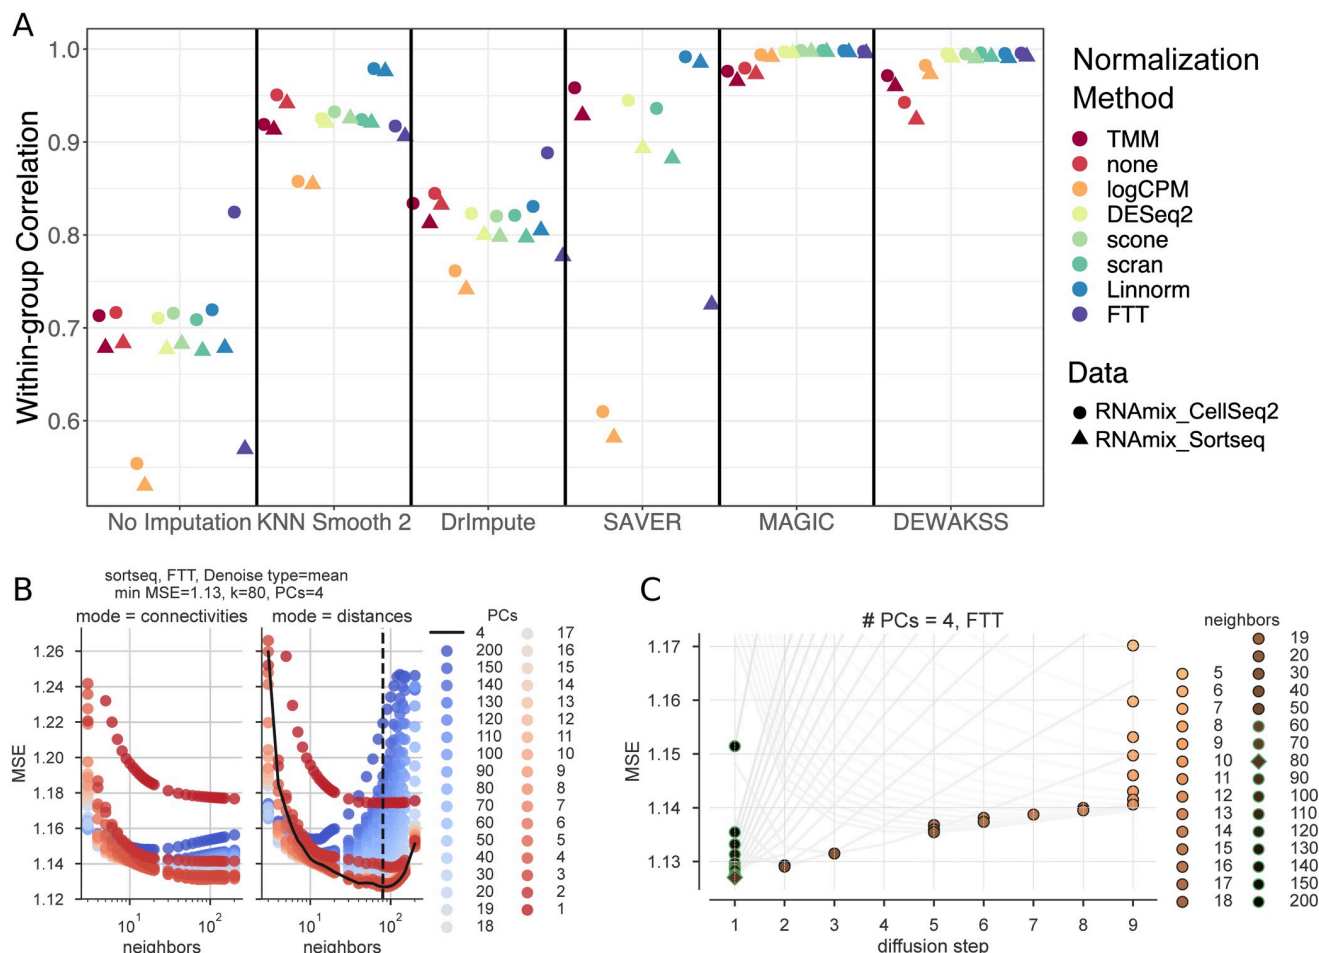 A
Within-group Correlation
1.0
0.9
0.8
0.7
0.6
No Imputation
KNN Smooth 2
DrImpute
SAVER
MAGIC
DEWAKSS
Normalization
Method
TMM
none
logCPM
DESeq2
scone
scran
Linnorm
FTT
Data
RNAmix_CellSeq2
RNAmix_Sortseq
B
sortseq, FTT, Denoise type=mean
min MSE=1.13, k=80, PCs=4
mode = connectivities
mode = distances
MSE
1.26
1.24
1.22
1.20
1.18
1.16
1.14
1.12
10¹
10²
neighbors
10¹
10²
neighbors
PCs
4
200
150
140
130
120
110
100
90
80
70
60
50
40
30
20
19
18
17
16
15
14
13
12
11
10
9
8
7
6
5
4
3
2
1
C
# PCs = 4, FTT
MSE
1.17
1.16
1.15
1.14
1.13
1
2
3
4
5
6
7
8
9
diffusion step
neighbors
5
6
7
8
9
10
11
12
13
14
15
16
17
18
19
20
30
40
50
60
70
80
90
100
110
120
130
140
150
200